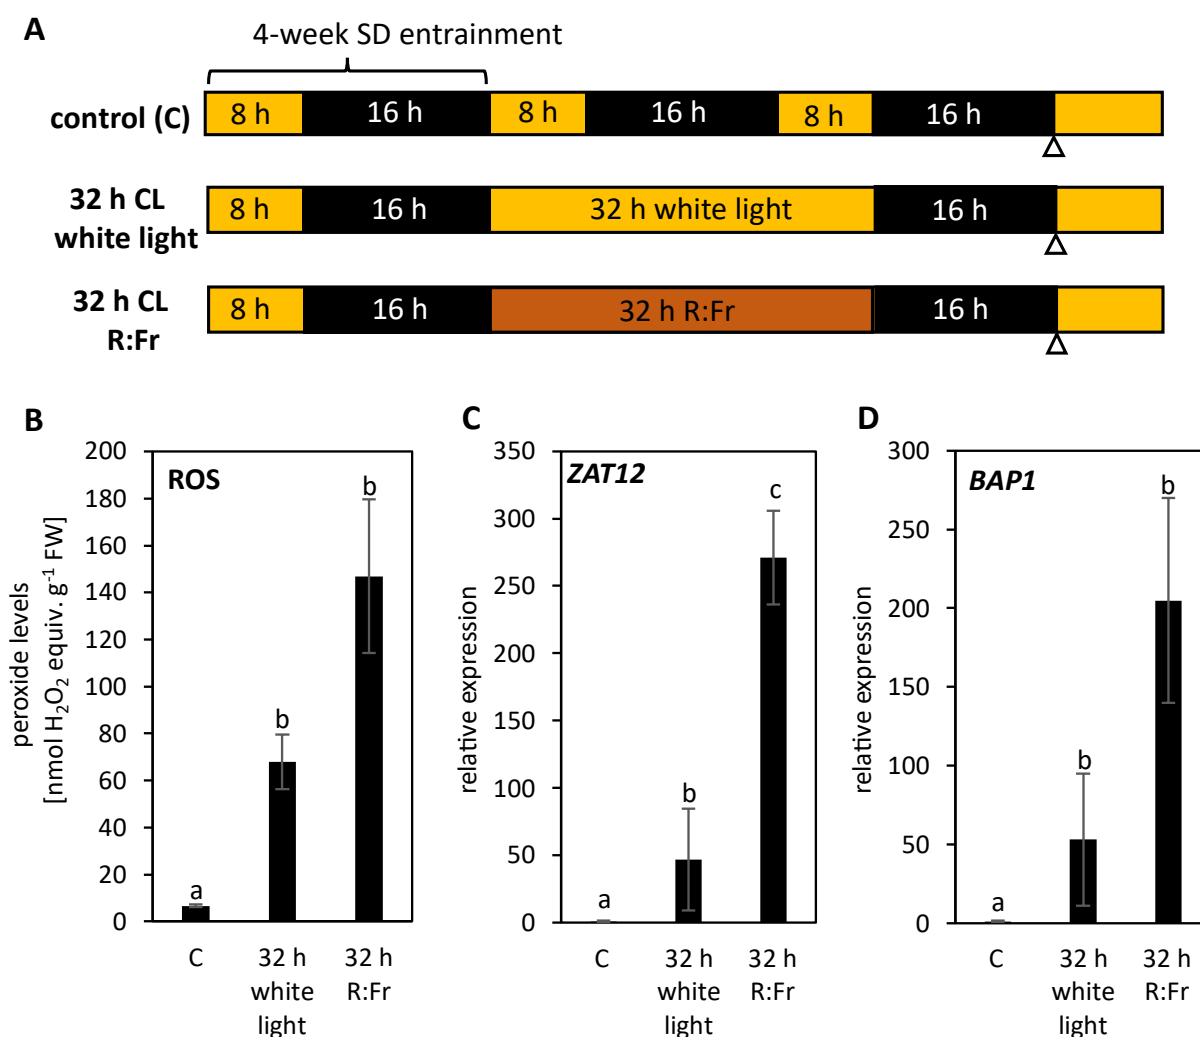 A
4-week SD entrainment
control (C)
8 h 16 h 8 h 16 h 8 h 16 h
32 h CL
white light
8 h 16 h 32 h white light 16 h
32 h CL
R:Fr
8 h 16 h 32 h R:Fr 16 h
B
ROS
peroxide levels
[nmol H₂O₂ equiv. g⁻¹ FW]
200
180
160
140
120
100
80
60
40
20
0
a
b
b
C
32 h
white
light
32 h
R:Fr
C
ZAT12
relative expression
350
300
250
200
150
100
50
0
a
b
c
C
32 h
white
light
32 h
R:Fr
D
BAP1
relative expression
300
250
200
150
100
50
0
a
b
b
C
32 h
white
light
32 h
R:Fr